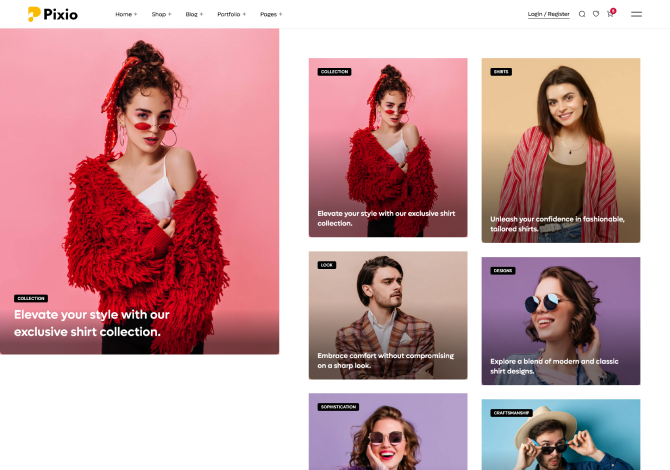 Pixio
Home + Shop + Blog + Portfolio + Pages +
Login / Register
COLLECTION
Elevate your style with our
exclusive shirt collection.
COLLECTION
Elevate your style with our exclusive shirt
collection.
SHIRTS
Unleash your confidence in fashionable,
tailored shirts.
LOOK
Embrace comfort without compromising
on a sharp look.
DESIGNS
Explore a blend of modern and classic
shirt designs.
SOPHISTICATION
CRAFTSMANSHIP